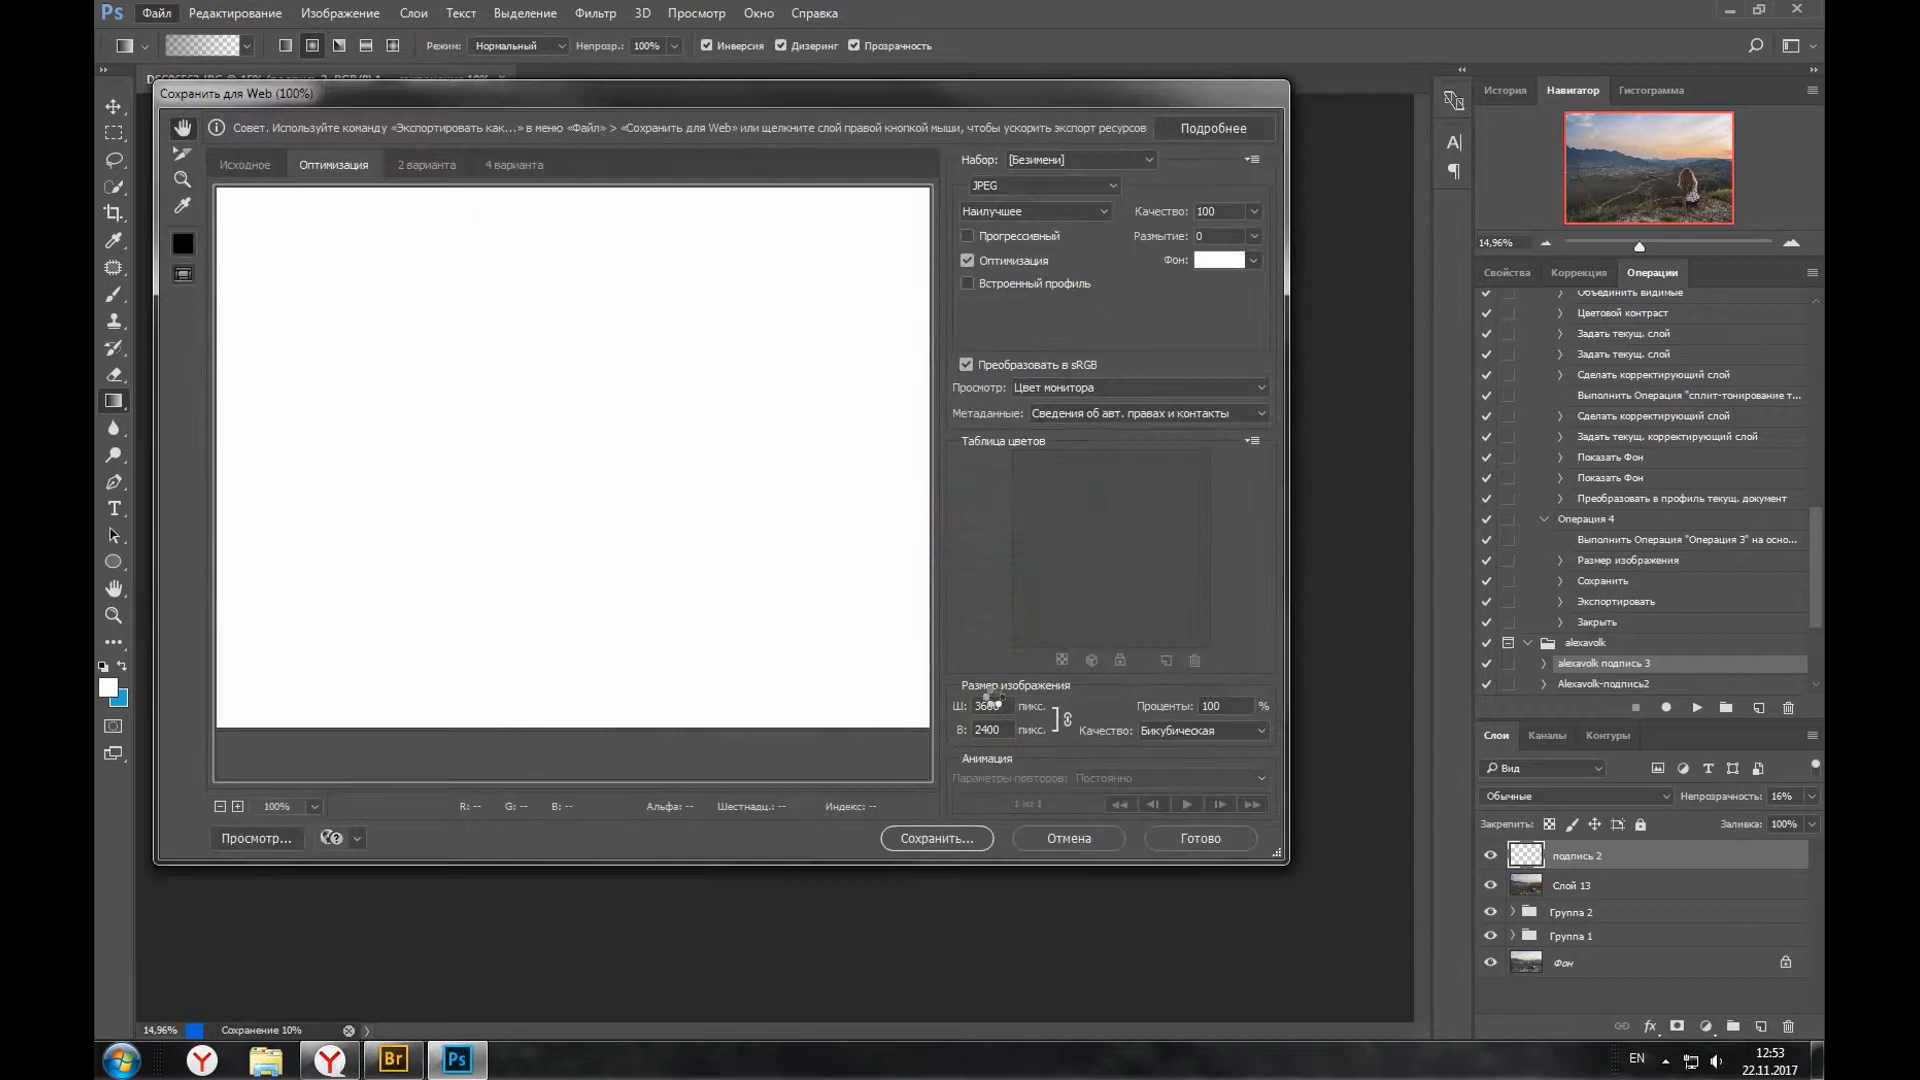 Ps Файл Редактирование Изображение Слои Текст Выделение Фильтр 3D Просмотр Окно Справка
Режим: Нормальный Непрозр.: 100% Инверсия Дизеринг Прозрачность
Сохранить для Web (100%)
Совет. Используйте команду «Экспортировать как...» в меню «Файл» > «Сохранить для Web» или щелкните слой правой кнопкой мыши, чтобы ускорить экспорт ресурсов
Подробнее
Исходное Оптимизация 2 варианта 4 варианта
Набор: [Безимени]
JPEG
Наилучшее Качество: 100
Прогрессивный Размытие: 0
Оптимизация Фон:
Встроенный профиль
Преобразовать в sRGB
Просмотр: Цвет монитора
Метаданные: Сведения об авт. правах и контакты
Таблица цветов
Размер изображения
Ш: пикс. Проценты: 100 %
В: 2400 пикс. Качество: Бикубическая
Анимация
Параметры повторов: Постоянно
1 из 1
100% R: -- G: -- B: -- Альфа: -- Шестнадц.: -- Индекс: --
Просмотр... Сохранить... Отмена Готово
История Навигатор Гистограмма
14,96%
Свойства Коррекция Операции
Объединить видимые
Цветовой контраст
Задать текущ. слой
Задать текущ. слой
Сделать корректирующий слой
Выполнить Операция "сплит-тонирование т...
Сделать корректирующий слой
Задать текущ. корректирующий слой
Показать Фон
Показать Фон
Преобразовать в профиль текущ. документ
Операция 4
Выполнить Операция "Операция 3" на осно...
Размер изображения
Сохранить
Экспортировать
Закрыть
alexavolk
alexavolk подпись 3
Alexavolk-подпись2
Слои Каналы Контуры
Вид
Обычные Непрозрачность: 16%
Закрепить: Заливка: 100%
подпись 2
Слой 13
Группа 2
Группа 1
Фон
fx
14,96% Сохранение 10%
Br Ps
EN
12:53
22.11.2017